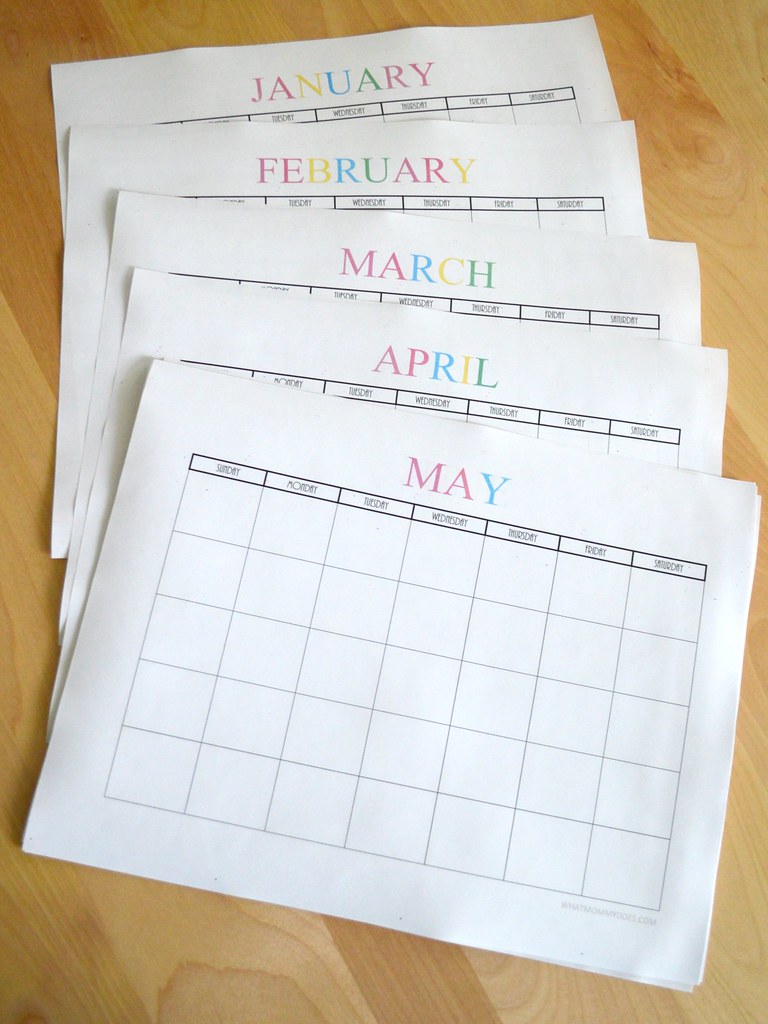 JANUARY
TUESDAY WEDNESDAY THURSDAY FRIDAY SATURDAY
FEBRUARY
TUESDAY WEDNESDAY THURSDAY FRIDAY SATURDAY
MARCH
TUESDAY WEDNESDAY THURSDAY FRIDAY SATURDAY
APRIL
MONDAY TUESDAY WEDNESDAY THURSDAY FRIDAY SATURDAY
MAY
SUNDAY MONDAY TUESDAY WEDNESDAY THURSDAY FRIDAY SATURDAY
WHATMOMMYDOES.COM